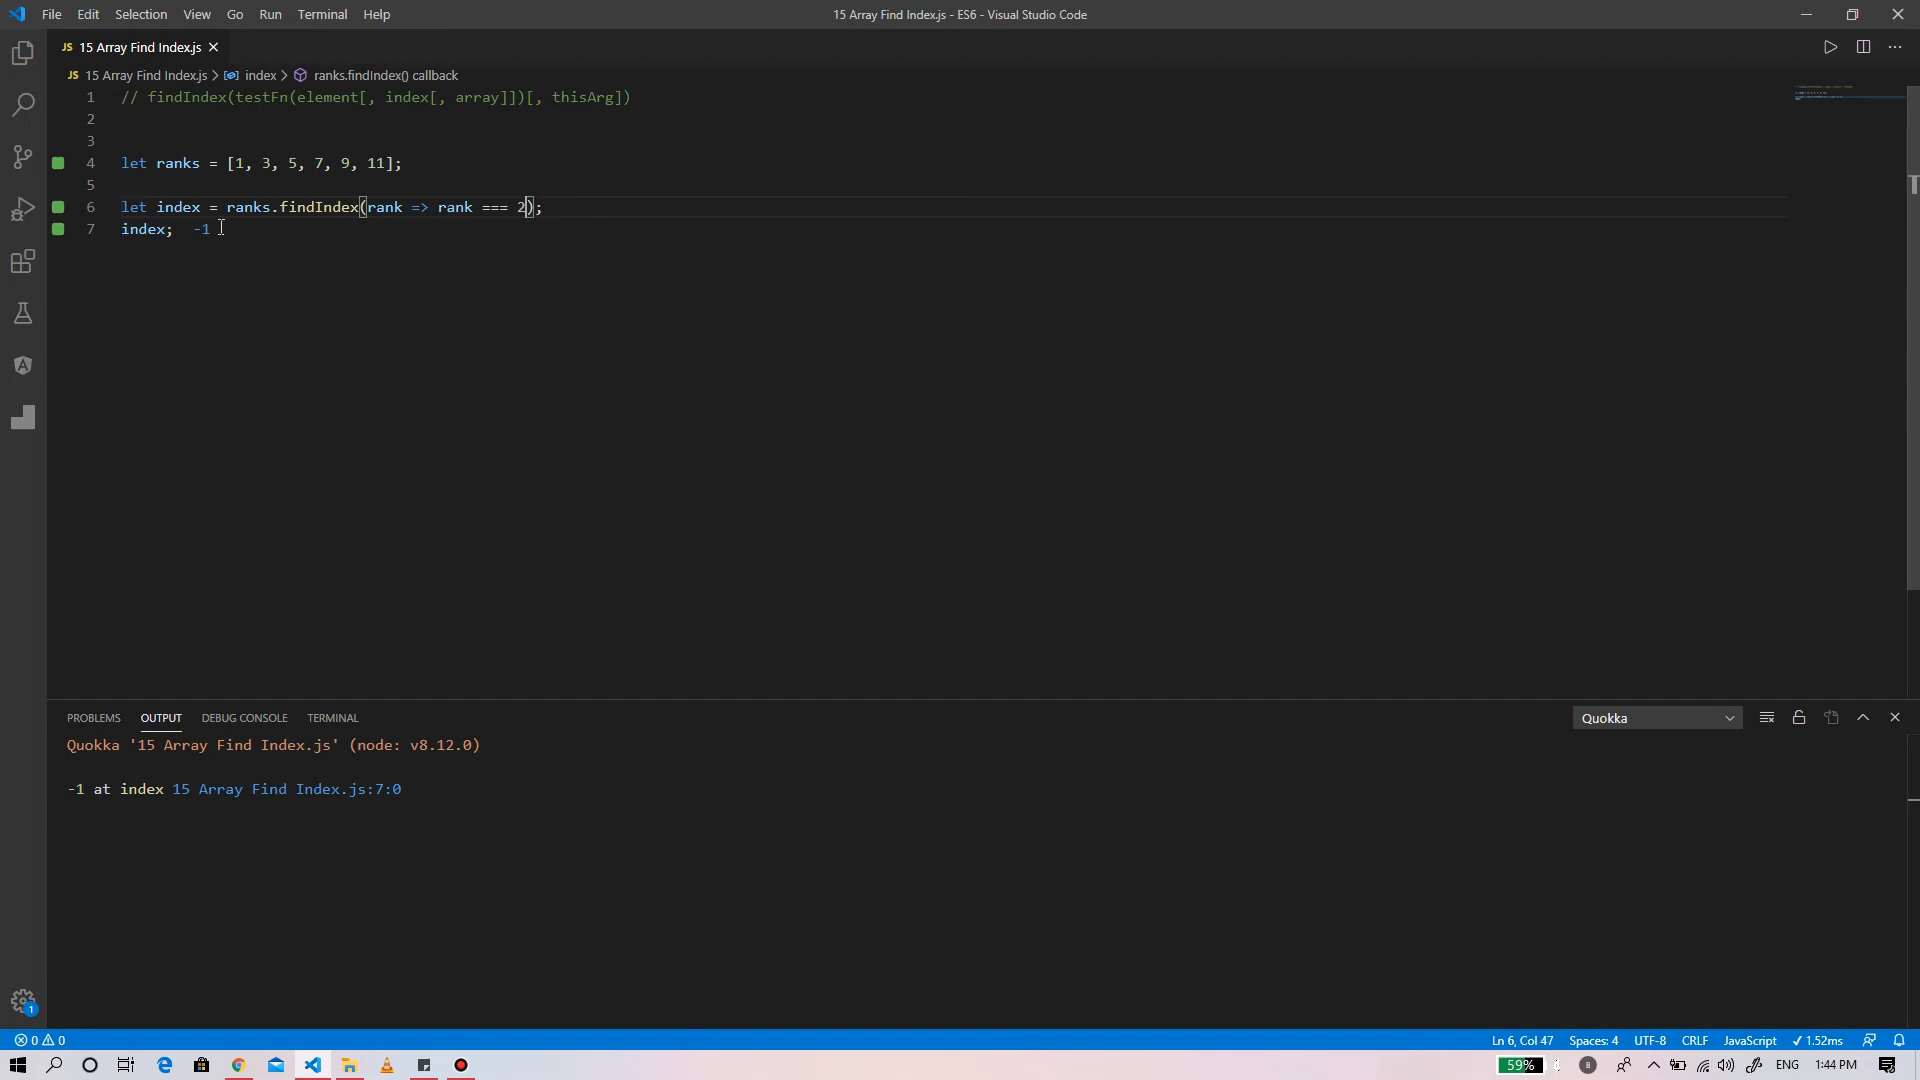 File Edit Selection View Go Run Terminal Help
15 Array Find Index.js - ES6 - Visual Studio Code
JS 15 Array Find Index.js
JS 15 Array Find Index.js > index > ranks.findIndex() callback
1 // findIndex(testFn(element[, index[, array]])[, thisArg])
2
3
4 let ranks = [1, 3, 5, 7, 9, 11];
5
6 let index = ranks.findIndex(rank => rank === 2);
7 index; -1
PROBLEMS OUTPUT DEBUG CONSOLE TERMINAL
Quokka
Quokka '15 Array Find Index.js' (node: v8.12.0)
-1 at index 15 Array Find Index.js:7:0
1
0 0
Ln 6, Col 47 Spaces: 4 UTF-8 CRLF JavaScript ✓ 1.52ms
59% 8 ENG 1:44 PM